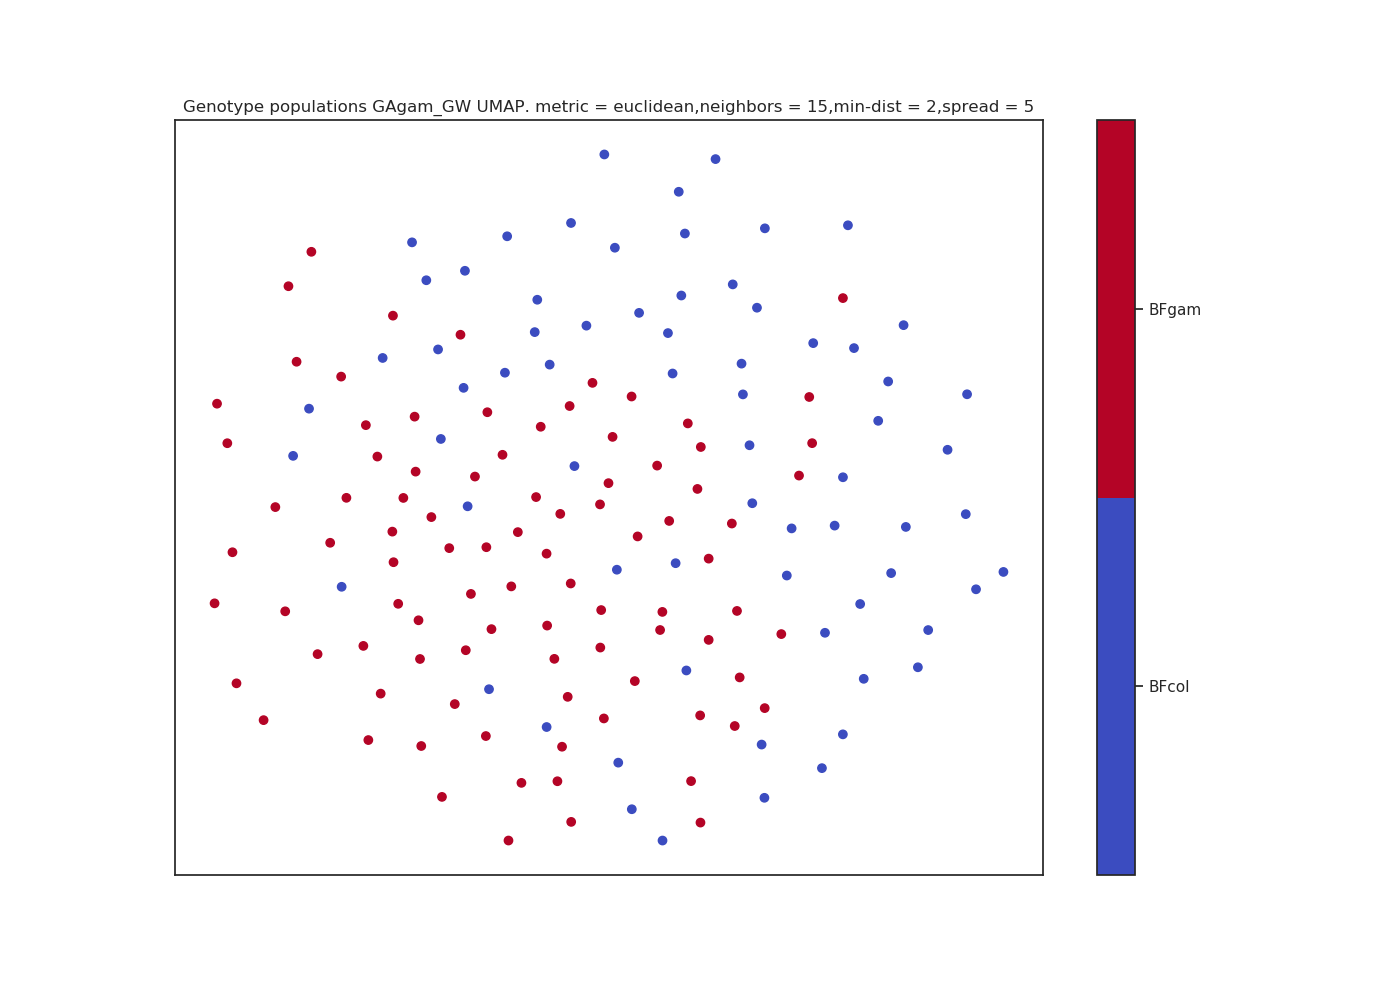 Genotype populations GAgam_GW UMAP. metric = euclidean,neighbors = 15,min-dist = 2,spread = 5
BFgam
BFcol